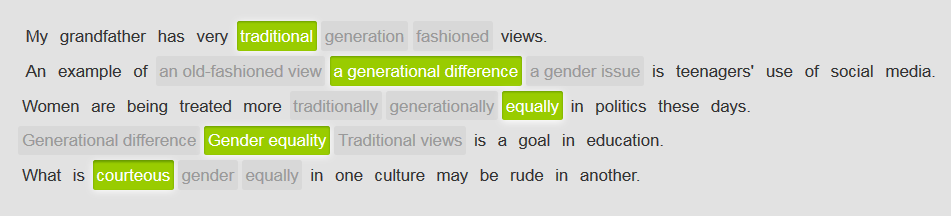 My grandfather has very traditional generation fashioned views.
An example of an old-fashioned view a generational difference a gender issue is teenagers' use of social media.
Women are being treated more traditionally generationally equally in politics these days.
Generational difference Gender equality Traditional views is a goal in education.
What is courteous gender equally in one culture may be rude in another.